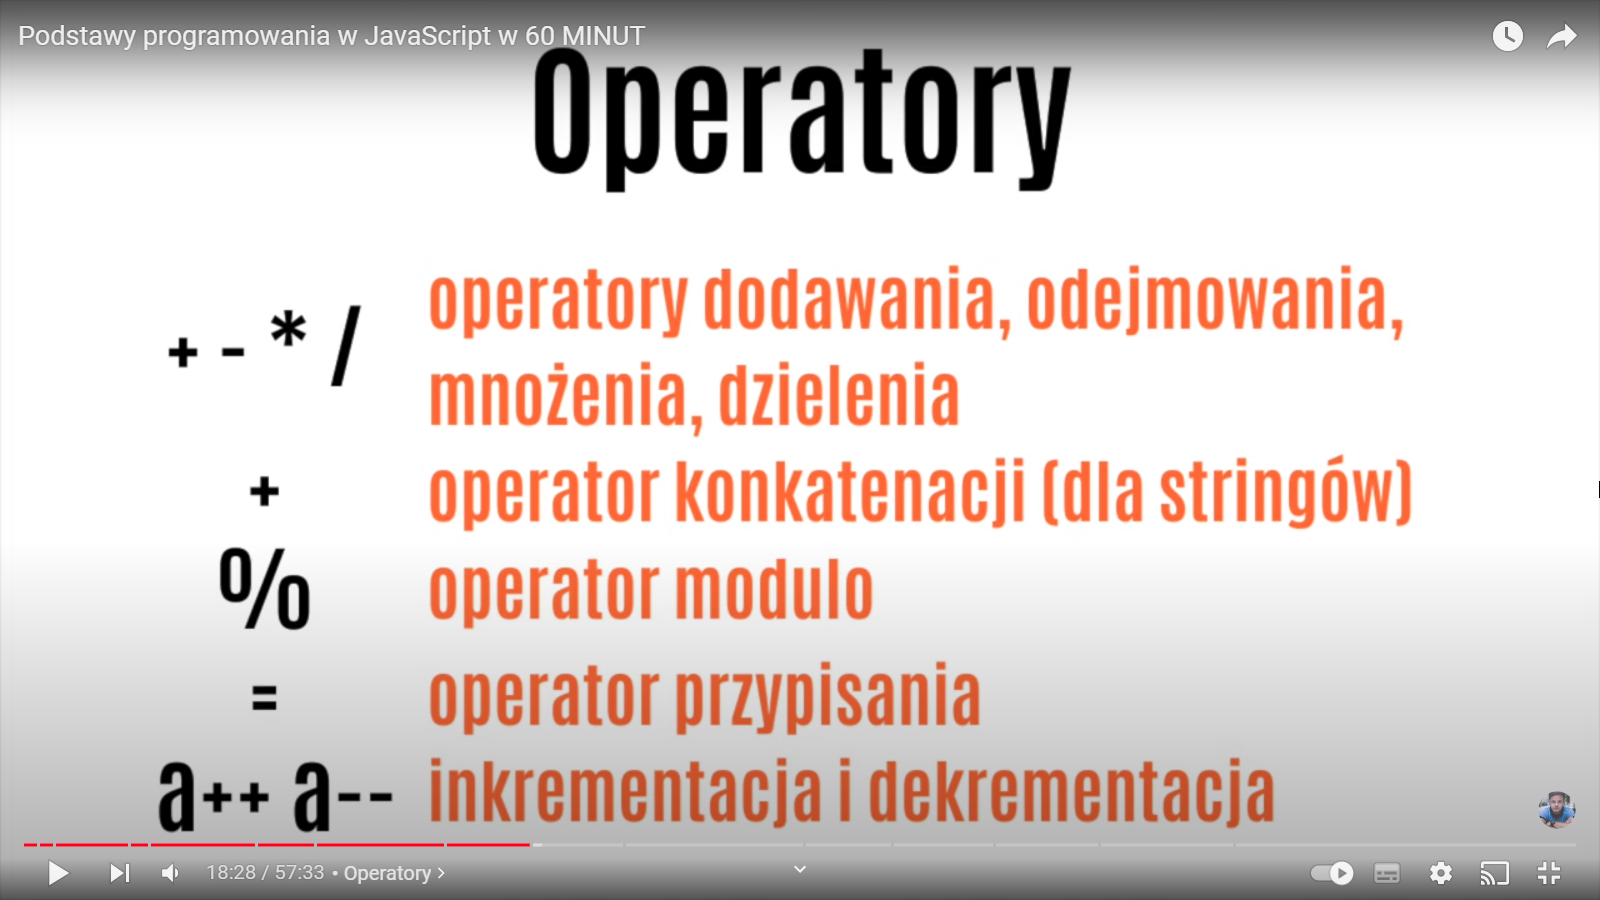 Podstawy programowania w JavaScript w 60 MINUT
Operatory
+ - * / operatory dodawania, odejmowania,
mnożenia, dzielenia
+ operator konkatenacji (dla stringów)
% operator modulo
= operator przypisania
a++ a-- inkrementacja i dekrementacja
18:28 / 57:33 • Operatory >